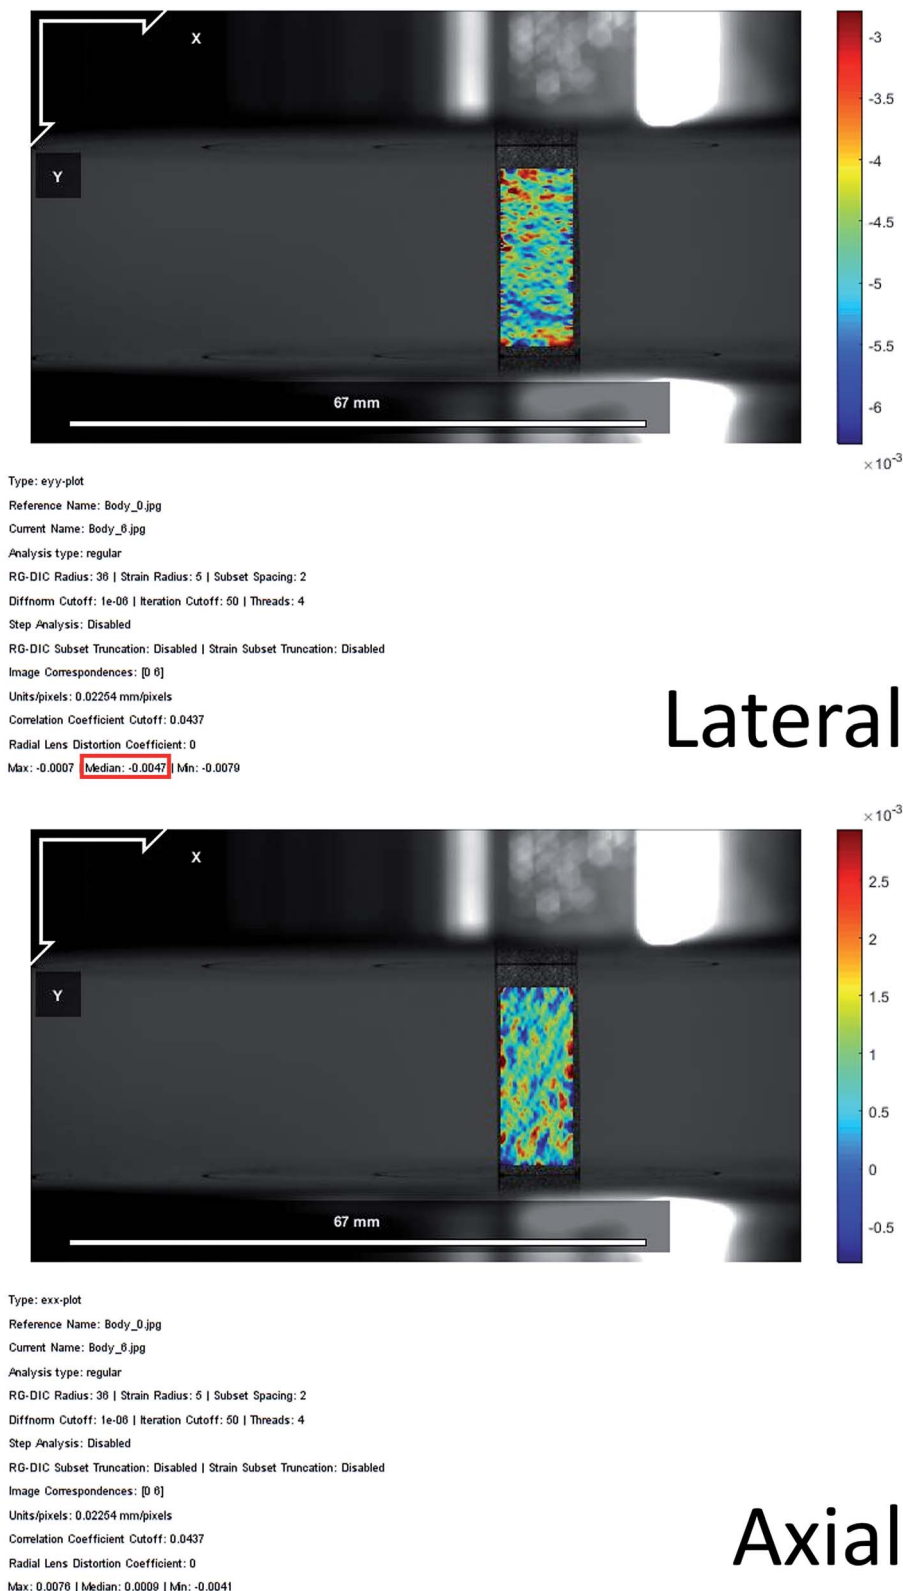 X
Y
67 mm
-3
-3.5
-4
-4.5
-5
-5.5
-6
×10-3
Type: eyy-plot
Reference Name: Body_0.jpg
Current Name: Body_6.jpg
Analysis type: regular
RG-DIC Radius: 36 | Strain Radius: 5 | Subset Spacing: 2
Diffnorm Cutoff: 1e-06 | Iteration Cutoff: 50 | Threads: 4
Step Analysis: Disabled
RG-DIC Subset Truncation: Disabled | Strain Subset Truncation: Disabled
Image Correspondences: [0 6]
Units/pixels: 0.02254 mm/pixels
Correlation Coefficient Cutoff: 0.0437
Radial Lens Distortion Coefficient: 0
Max: -0.0007 | Median: -0.0047 | Min: -0.0079
Lateral
×10-3
X
Y
67 mm
2.5
2
1.5
1
0.5
0
-0.5
Type: exx-plot
Reference Name: Body_0.jpg
Current Name: Body_6.jpg
Analysis type: regular
RG-DIC Radius: 36 | Strain Radius: 5 | Subset Spacing: 2
Diffnorm Cutoff: 1e-06 | Iteration Cutoff: 50 | Threads: 4
Step Analysis: Disabled
RG-DIC Subset Truncation: Disabled | Strain Subset Truncation: Disabled
Image Correspondences: [0 6]
Units/pixels: 0.02254 mm/pixels
Correlation Coefficient Cutoff: 0.0437
Radial Lens Distortion Coefficient: 0
Max: 0.0076 | Median: 0.0009 | Min: -0.0041
Axial